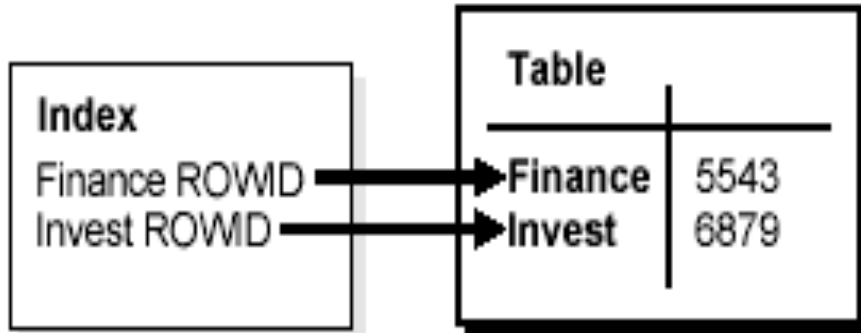 Index
Finance ROWID
Invest ROWID
Table
Finance 5543
Invest 6879